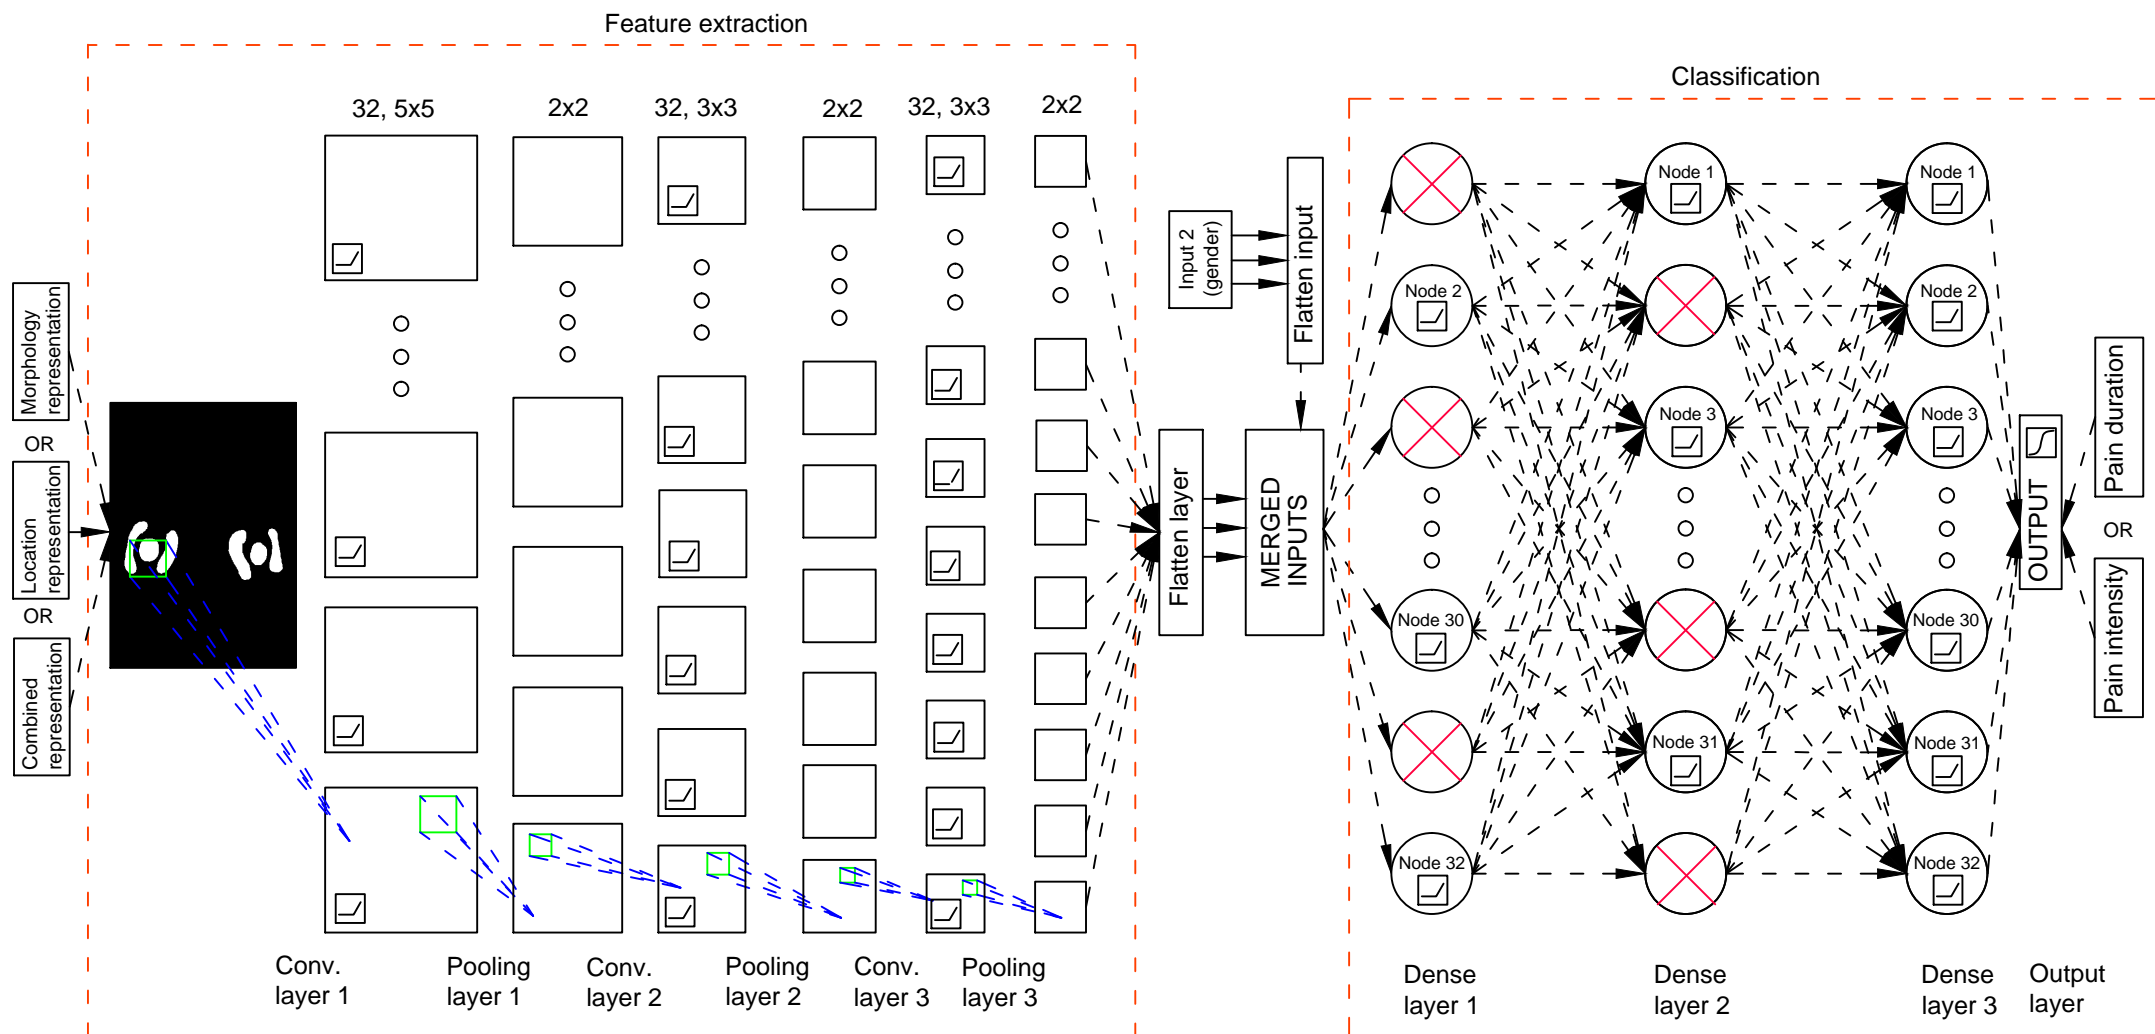 Feature extraction
Classification
32, 5x5
2x2
32, 3x3
2x2
32, 3x3
2x2
Morphology
representation
OR
Location
representation
OR
Combined
representation
Input 2
(gender)
Flatten input
Flatten layer
MERGED
INPUTS
Node 2
Node 30
Node 32
Node 1
Node 3
Node 31
Node 1
Node 2
Node 3
Node 30
Node 31
Node 32
OUTPUT
Pain duration
OR
Pain intensity
Conv.
layer 1
Pooling
layer 1
Conv.
layer 2
Pooling
layer 2
Conv.
layer 3
Pooling
layer 3
Dense
layer 1
Dense
layer 2
Dense
layer 3
Output
layer